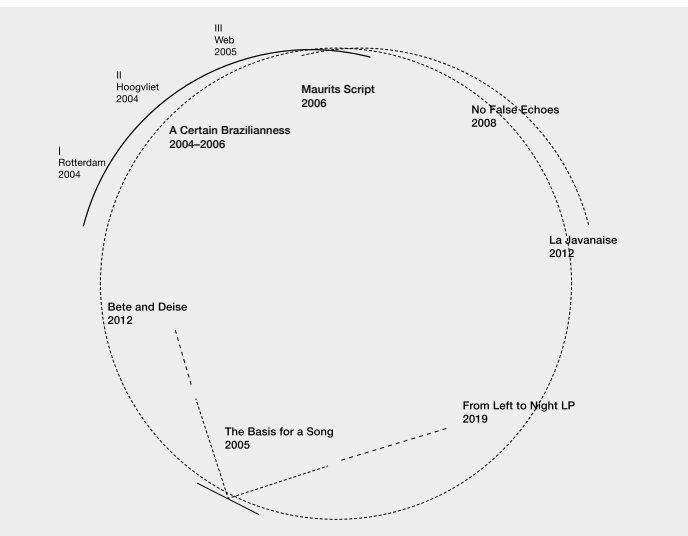 III
Web
2005
II
Hoogvliet
2004
I
Rotterdam
2004
Maurits Script
2006
A Certain Brazilianness
2004–2006
No False Echoes
2008
La Javanaise
2012
Bete and Deise
2012
From Left to Night LP
2019
The Basis for a Song
2005